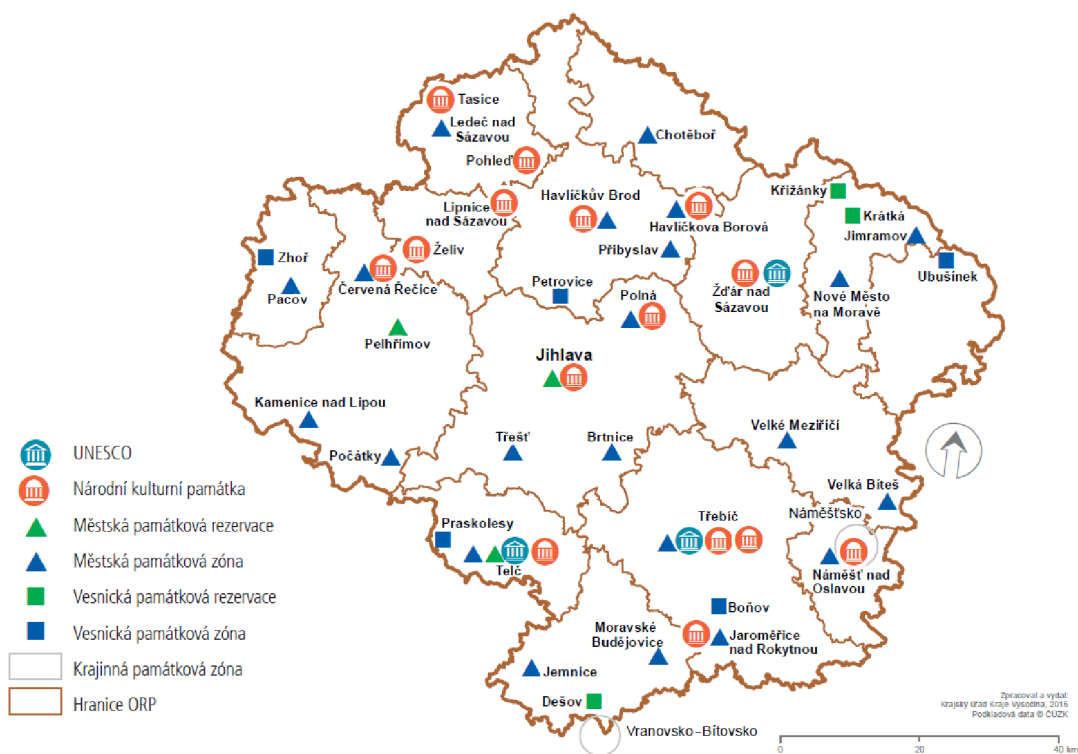 Tasice
Ledeč nad
Sázavou
Chotěboř
Pohleď
Křížánky
Lipnice
nad Sázavou
Havlíčkův Brod
Krátká
Havlíčkova Borová
Jimramov
Želiv
Přibyslav
Zhoř
Ubušínek
Pacov
Červená Řečice
Petrovice
Polná
Žďár nad
Sázavou
Nové Město
na Moravě
Pelhřimov
Jihlava
Kamenice nad Lipou
Velké Meziříčí
Třešť
Brtnice
Počátky
Velká Bíteš
Náměšťsko
Praskolesy
Třebíč
Telč
Náměšť nad
Oslavou
Boňov
Moravské
Budějovice
Jaroměřice
nad Rokytnou
Jemnice
Dešov
Vranovsko-Bítovsko
UNESCO
Národní kulturní památka
Městská památková rezervace
Městská památková zóna
Vesnická památková rezervace
Vesnická památková zóna
Krajinná památková zóna
Hranice ORP
Zpracoval a vydal:
Krajský úřad Kraje Vysočina, 2016
Podkladová data © ČÚZK
0 20 40 km